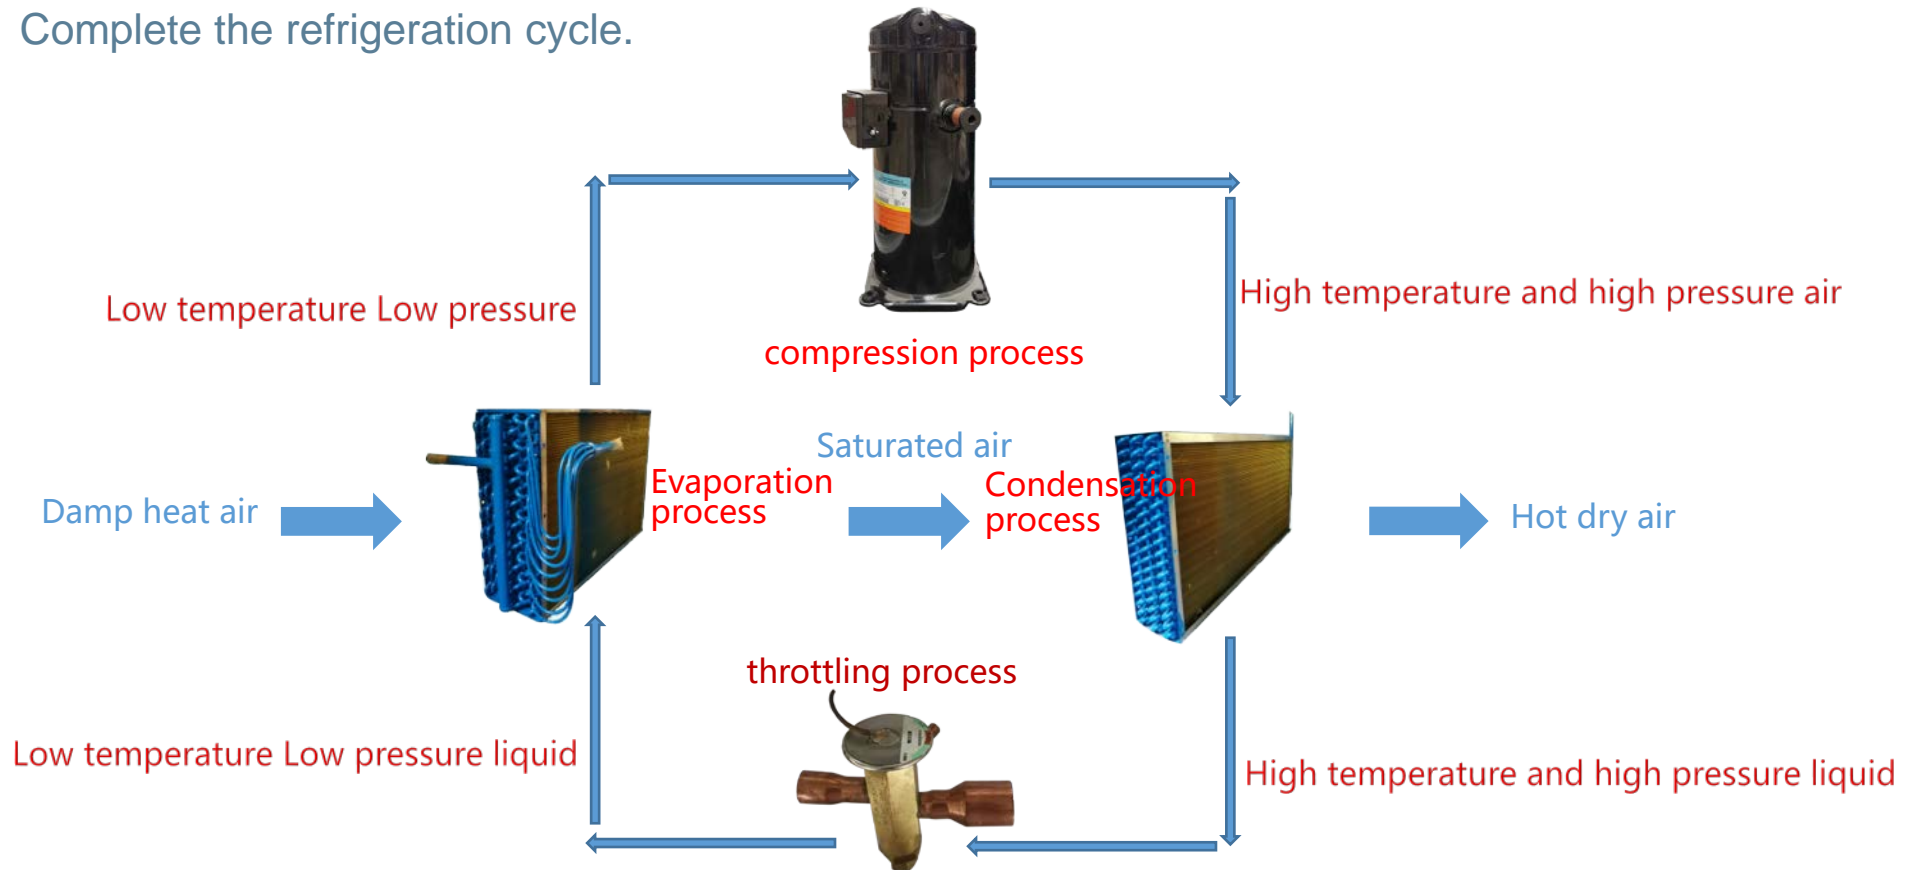 Complete the refrigeration cycle.
Low temperature Low pressure
High temperature and high pressure air
compression process
Saturated air
Evaporation
process
Condensation
process
Damp heat air
Hot dry air
throttling process
Low temperature Low pressure liquid
High temperature and high pressure liquid